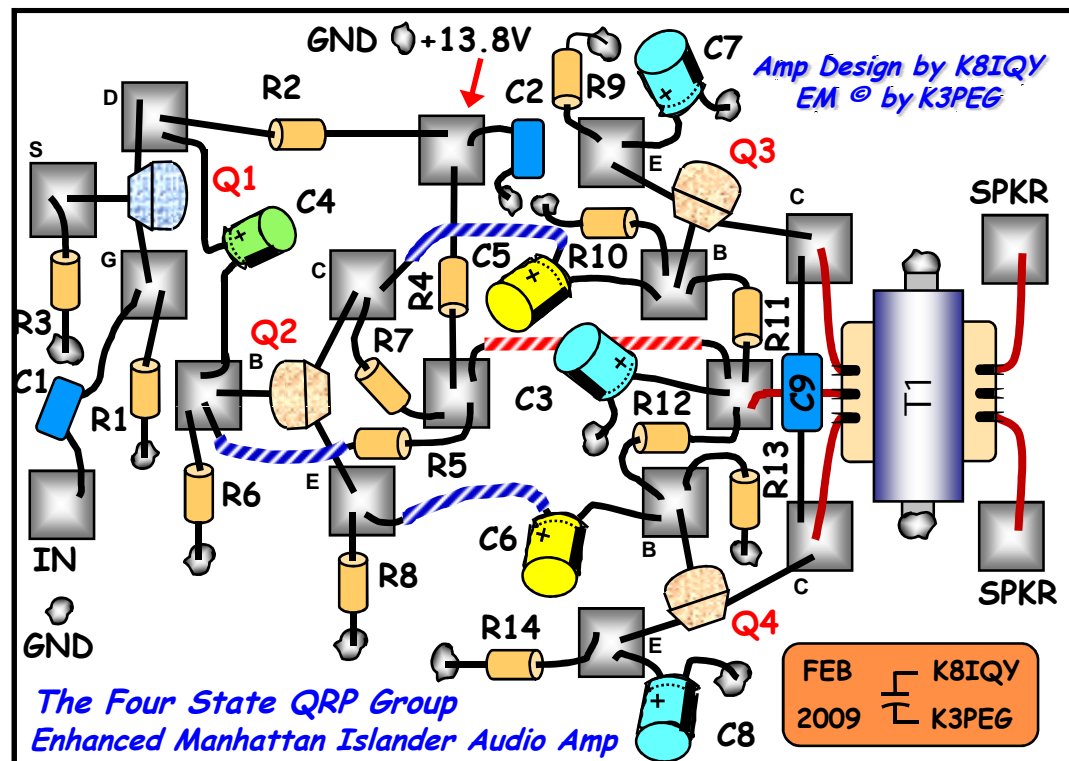 GND +13.8V
C7
Amp Design by K8IQY
EM © by K3PEG
D
R2
C2
R9
S
Q1
E
Q3
C4
C
SPKR
R10
G
C
C5
B
R4
R3
Q2
R7
R11
C1
B
C3
C9
T1
R1
R12
R5
R13
R6
E
C6
IN
R8
B
C
SPKR
GND
R14
E
Q4
C8
The Four State QRP Group
Enhanced Manhattan Islander Audio Amp
FEB K8IQY
2009 K3PEG
+
+
+
+
+
+